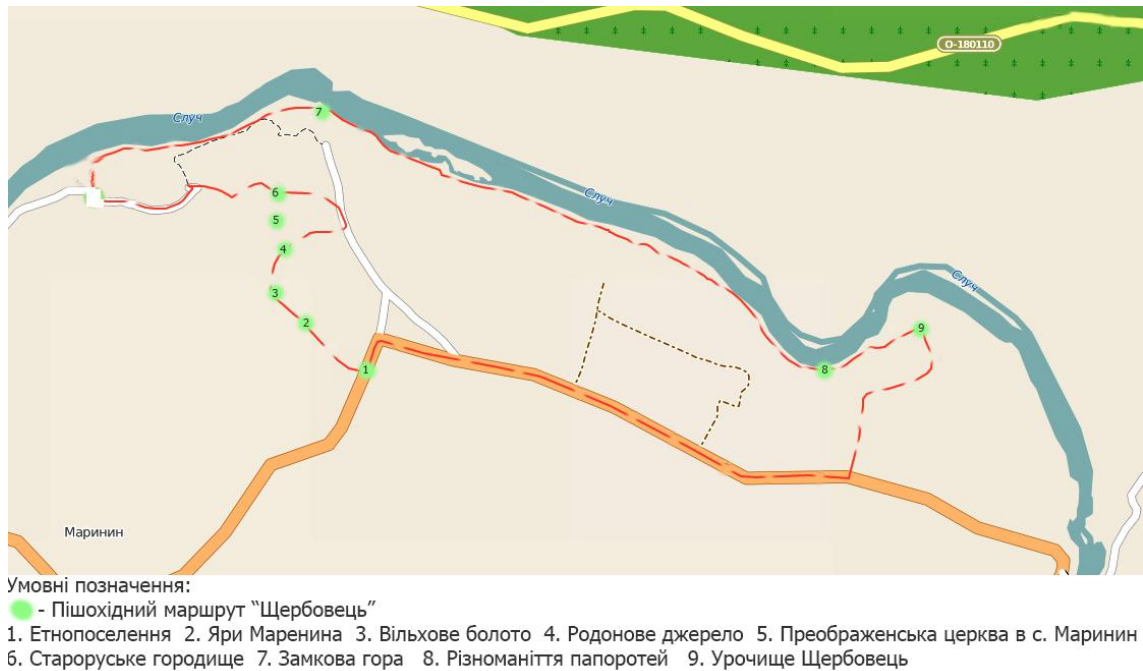 О-180110
Случ
7
6
5
Случ
4
3
Случ
2
9
1
8
Маринин
Умовні позначення:
- Пішохідний маршрут "Щербовець"
1. Етнопоселення 2. Яри Маренина 3. Вільхове болото 4. Родонове джерело 5. Преображенська церква в с. Маринин
6. Староруське городище 7. Замкова гора 8. Різноманіття папоротей 9. Урочище Щербовець